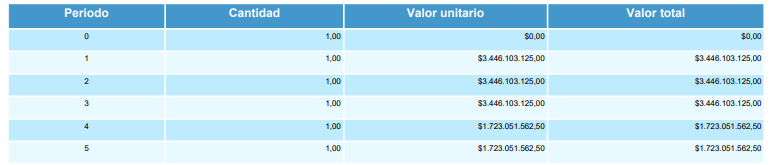 Periodo Cantidad Valor unitario Valor total
0 1,00 $0,00 $0,00
1 1,00 $3.446.103.125,00 $3.446.103.125,00
2 1,00 $3.446.103.125,00 $3.446.103.125,00
3 1,00 $3.446.103.125,00 $3.446.103.125,00
4 1,00 $1.723.051.562,50 $1.723.051.562,50
5 1,00 $1.723.051.562,50 $1.723.051.562,50